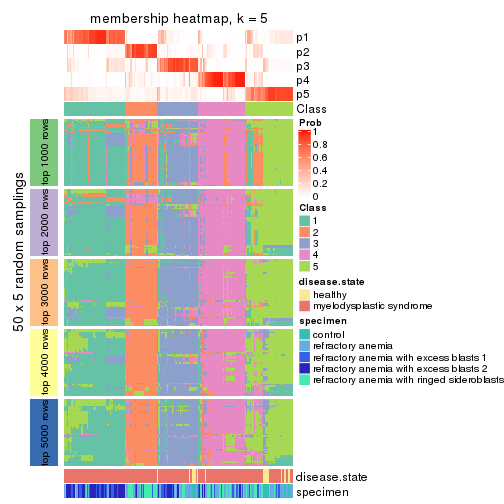 membership heatmap, k = 5
p1
p2
p3
p4
p5
Class
50 x 5 random samplings
top 1000 rows
top 2000 rows
top 3000 rows
top 4000 rows
top 5000 rows
Prob
1
0.8
0.6
0.4
0.2
0
Class
1
2
3
4
5
disease.state
healthy
myelodysplastic syndrome
specimen
control
refractory anemia
refractory anemia with excess blasts 1
refractory anemia with excess blasts 2
refractory anemia with ringed sideroblasts
disease.state
specimen